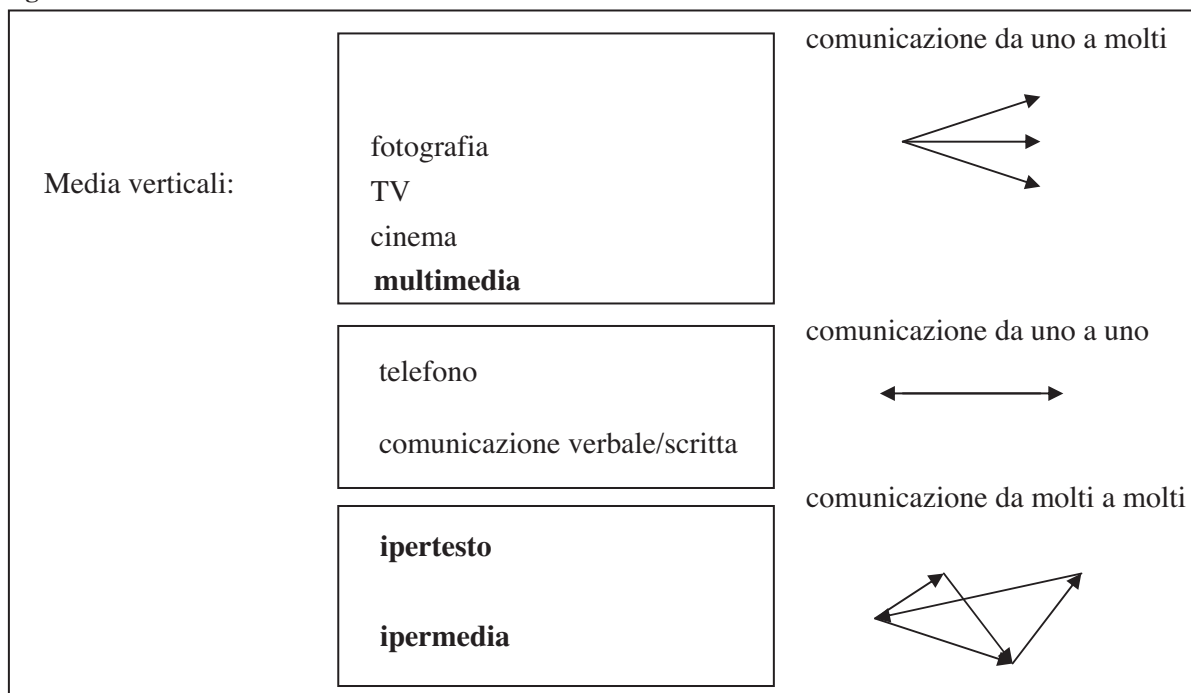 comunicazione da uno a molti
fotografia
Media verticali:
TV
cinema
multimedia
comunicazione da uno a uno
telefono
comunicazione verbale/scritta
comunicazione da molti a molti
ipertesto
ipermedia